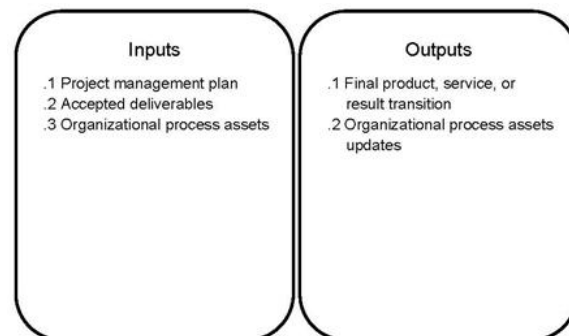 Inputs
.1 Project management plan
.2 Accepted deliverables
.3 Organizational process assets
Outputs
.1 Final product, service, or
result transition
.2 Organizational process assets
updates